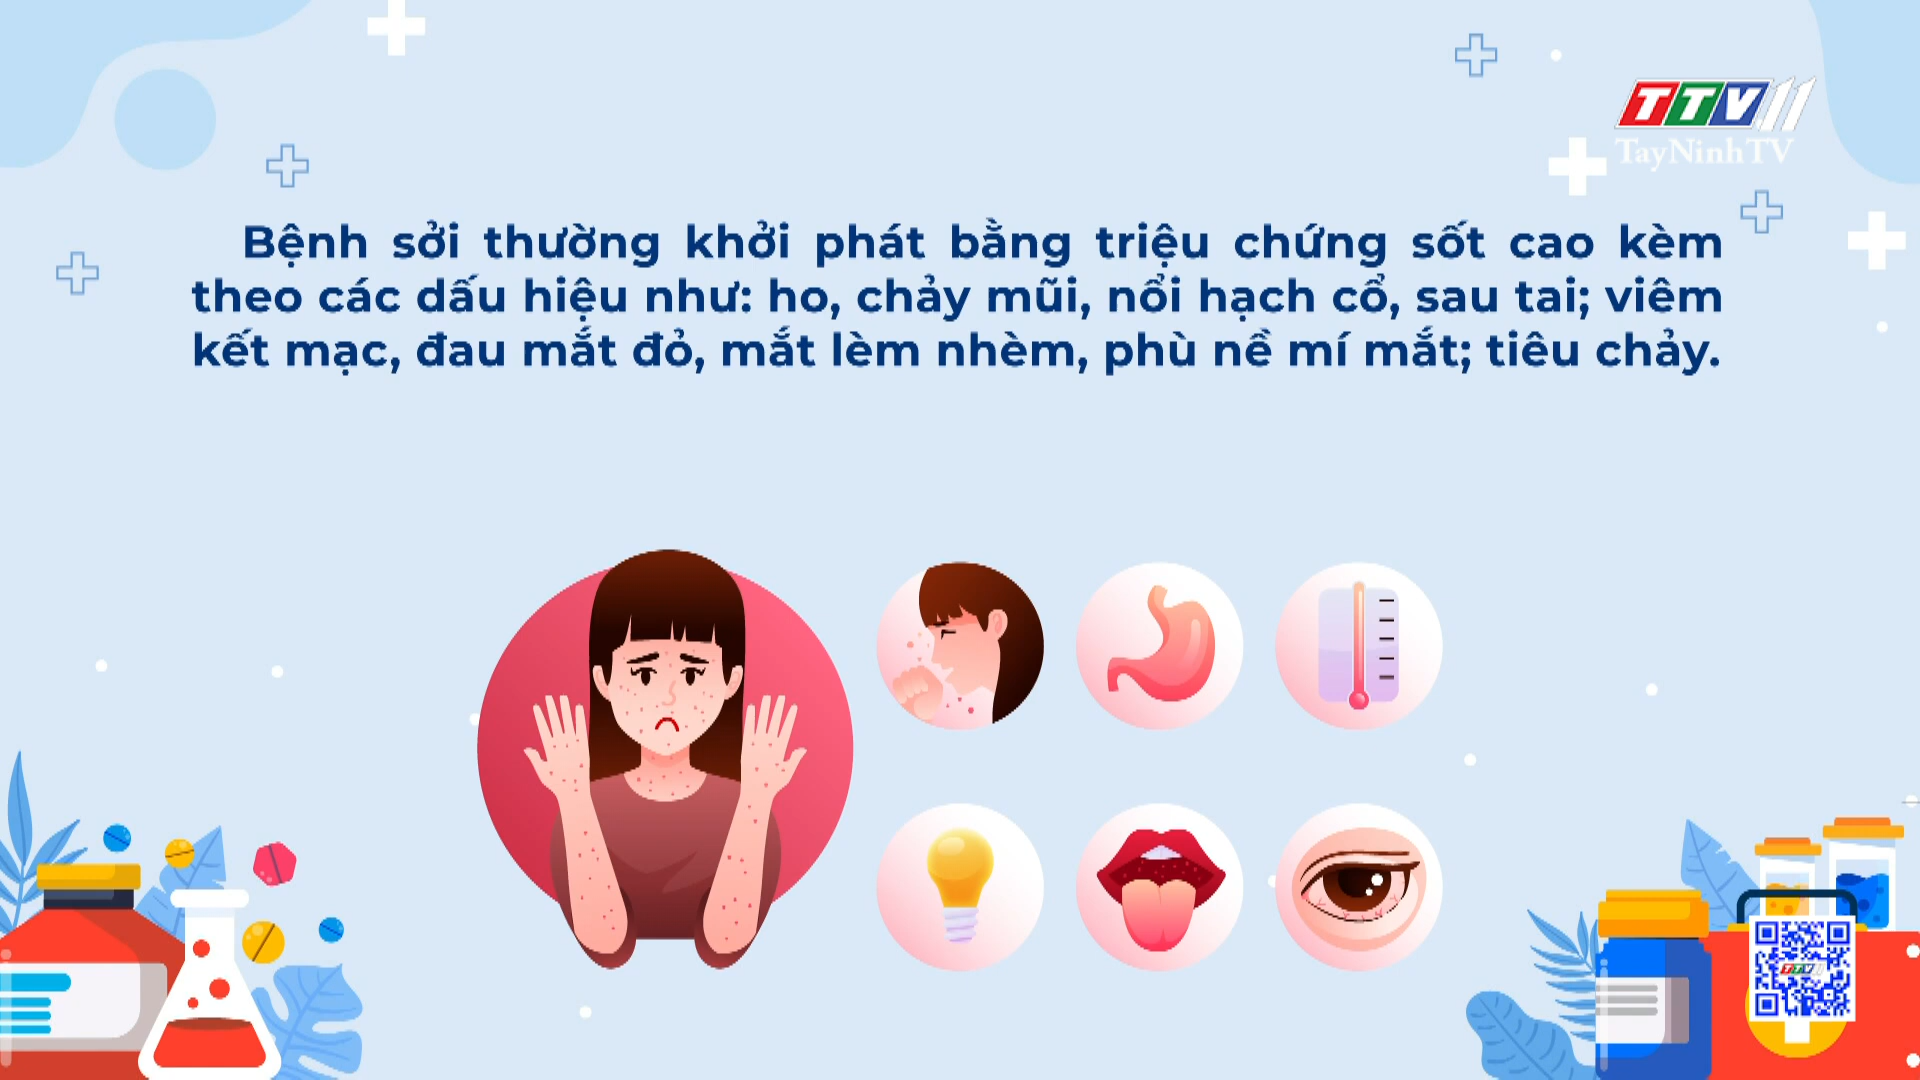 TTV11
TayNinhTV
Bệnh sởi thường khởi phát bằng triệu chứng sốt cao kèm
theo các dấu hiệu như: ho, chảy mũi, nổi hạch cổ, sau tai; viêm
kết mạc, đau mắt đỏ, mắt lèm nhèm, phù nề mí mắt; tiêu chảy.
TTV11